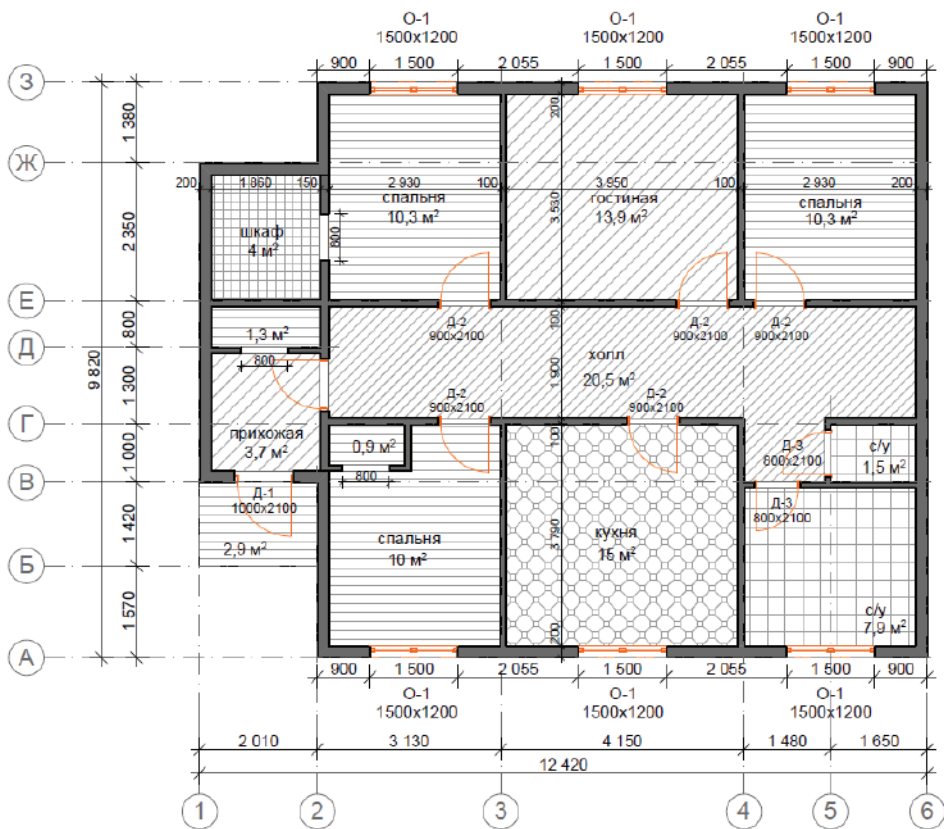 О-1 О-1 О-1
1500х1200 1500х1200 1500х1200
900 1 500 2 055 1 500 2 055 1 500 900
З
1 380
200
Ж
200 1 860 150 2 930 100 3 950 100 2 930 200
спальня гостиная спальня
10,3 м² 13,9 м² 10,3 м²
3 530
2 350
шкаф
4 м²
800
Е
800
1,3 м²
Д-2 Д-2 Д-2
900х2100 900х2100 900х2100
100
Д
800
холл
20,5 м²
9 820
1 300
1 900
Д-2 Д-2
900х2100 900х2100
Г
прихожая
3,7 м²
0,9 м²
100
1 000
Д-3
800х2100
с/у
1,5 м²
В
800
Д-1
1000х2100
Д-3
800х2100
1 420
2,9 м²
спальня
10 м²
3 790
кухня
15 м²
Б
1 570
с/у
7,9 м²
200
А
900 1 500 2 055 1 500 2 055 1 500 900
О-1 О-1 О-1
1500х1200 1500х1200 1500х1200
2 010 3 130 4 150 1 480 1 650
12 420
1 2 3 4 5 6